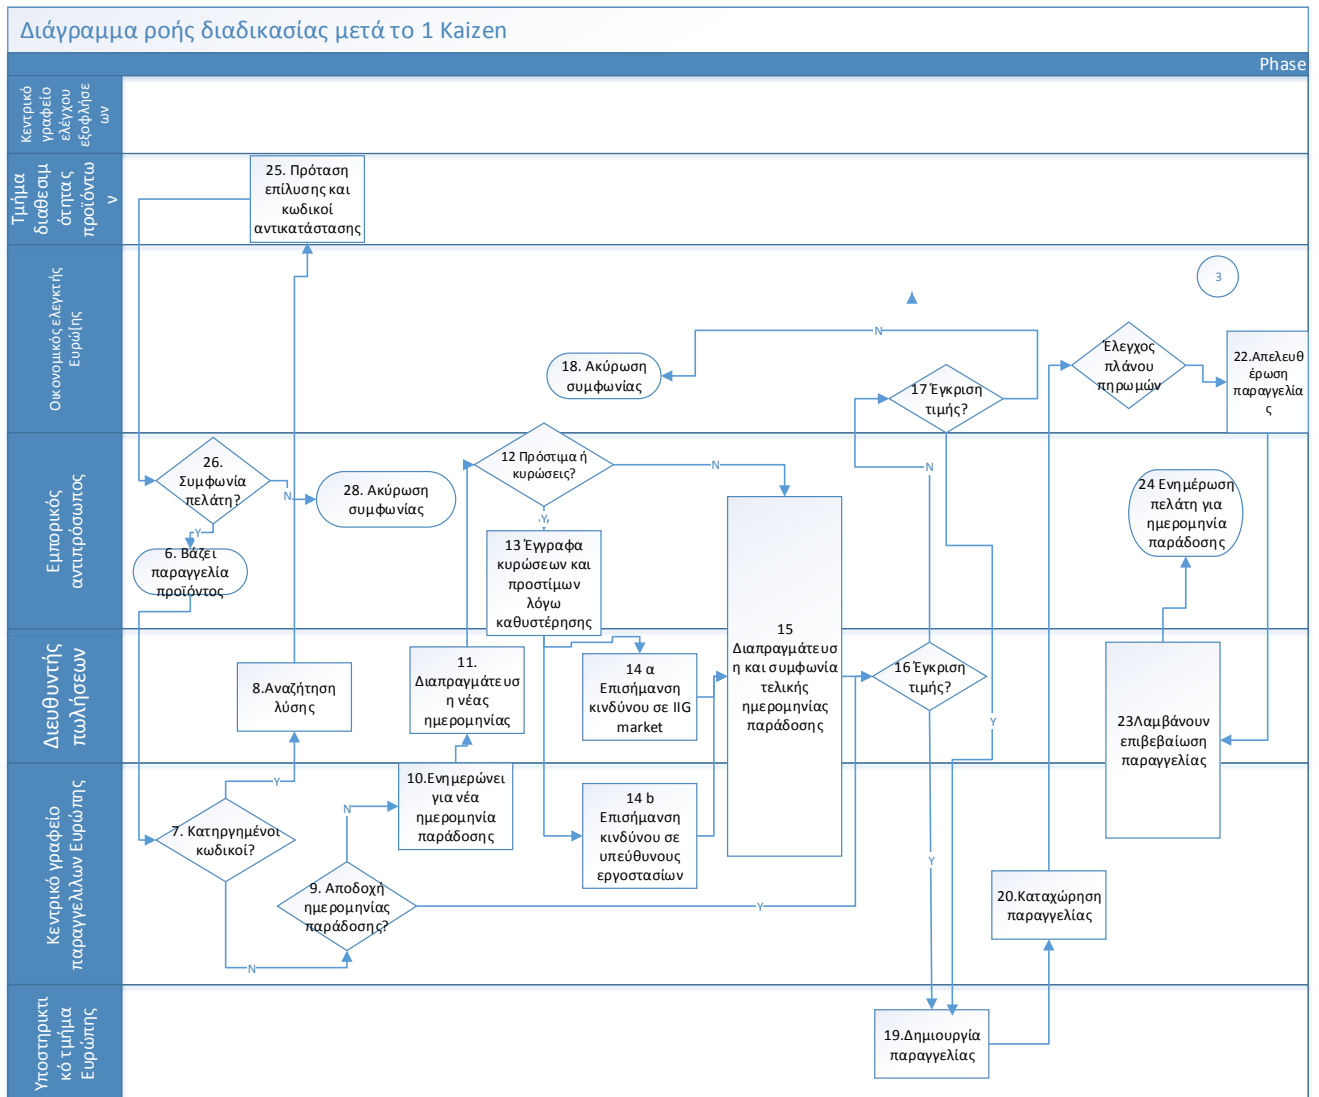 Διάγραμμα ροής διαδικασίας μετά το 1 Kaizen
Phase
Κεντρικό
γραφείο
ελέγχου
εξοφλήσε
ων
Τμήμα
διαθεσιμ
ότητας
προϊόντω
ν
25. Πρόταση
επίλυσης και
κωδικοί
αντικατάστασης
Οικονομικός ελεγκτής
Ευρώ[ης
3
N
18. Ακύρωση
συμφωνίας
17 Έγκριση
τιμής?
Έλεγχος
πλάνου
πηρωμών
22.Απελευθ
έρωση
παραγγελία
ς
Εμπορικός
αντιπρόσωπος
26.
Συμφωνία
πελάτη?
N
Y
28. Ακύρωση
συμφωνίας
6. Βάζει
παραγγελία
προϊόντος
12 Πρόστιμα ή
κυρώσεις?
N
Y
13 Έγγραφα
κυρώσεων και
προστίμων
λόγω
καθυστέρησης
N
24 Ενημέρωση
πελάτη για
ημερομηνία
παράδοσης
Διευθυντής
πωλήσεων
8.Αναζήτηση
λύσης
11.
Διαπραγμάτευσ
η νέας
ημερομηνίας
14 α
Επισήμανση
κινδύνου σε IIG
market
15
Διαπραγμάτευσ
η και συμφωνία
τελικής
ημερομηνίας
παράδοσης
16 Έγκριση
τιμής?
Y
23Λαμβάνουν
επιβεβαίωση
παραγγελίας
Κεντρικό γραφείο
παραγγελιλων Ευρώπης
Y
7. Κατηργημένοι
κωδικοί?
N
N
10.Ενημερώνει
για νέα
ημερομηνία
παράδοσης
9. Αποδοχή
ημερομηνίας
παράδοσης?
Y
14 b
Επισήμανση
κινδύνου σε
υπεύθυνους
εργοστασίων
Y
20.Καταχώρηση
παραγγελίας
Υποστηρικτι
κό τμήμα
Ευρώπης
19.Δημιουργία
παραγγελίας